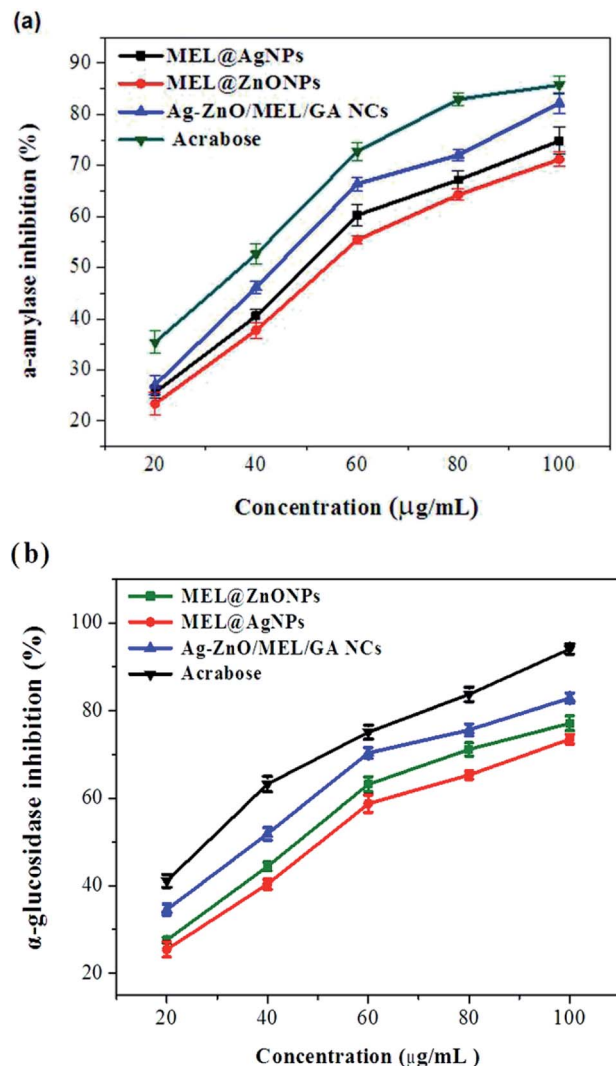 (a)
MEL@AgNPs
MEL@ZnONPs
Ag-ZnO/MEL/GA NCs
Acrabose
90
80
70
60
50
40
30
20
a-amylase inhibition (%)
20 40 60 80 100
Concentration (μg/mL)
(b)
MEL@ZnONPs
MEL@AgNPs
Ag-ZnO/MEL/GA NCs
Acrabose
100
80
60
40
20
α-glucosidase inhibition (%)
20 40 60 80 100
Concentration (μg/mL )